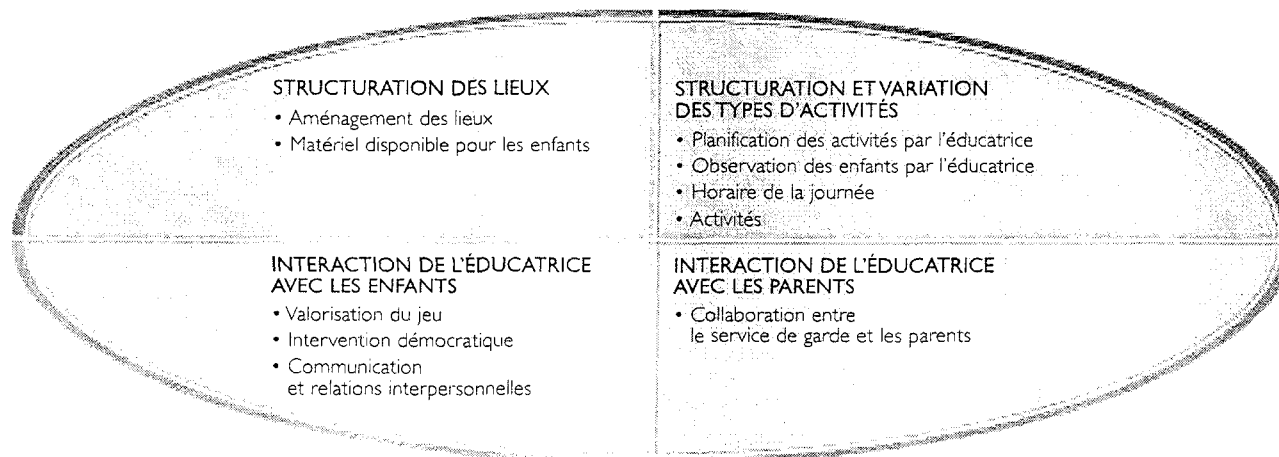 STRUCTURATION DES LIEUX
• Aménagement des lieux
• Matériel disponible pour les enfants
STRUCTURATION ET VARIATION
DES TYPES D'ACTIVITÉS
• Planification des activités par l'éducatrice
• Observation des enfants par l'éducatrice
• Horaire de la journée
• Activités
INTERACTION DE L'ÉDUCATRICE
AVEC LES ENFANTS
• Valorisation du jeu
• Intervention démocratique
• Communication
et relations interpersonnelles
INTERACTION DE L'ÉDUCATRICE
AVEC LES PARENTS
• Collaboration entre
le service de garde et les parents